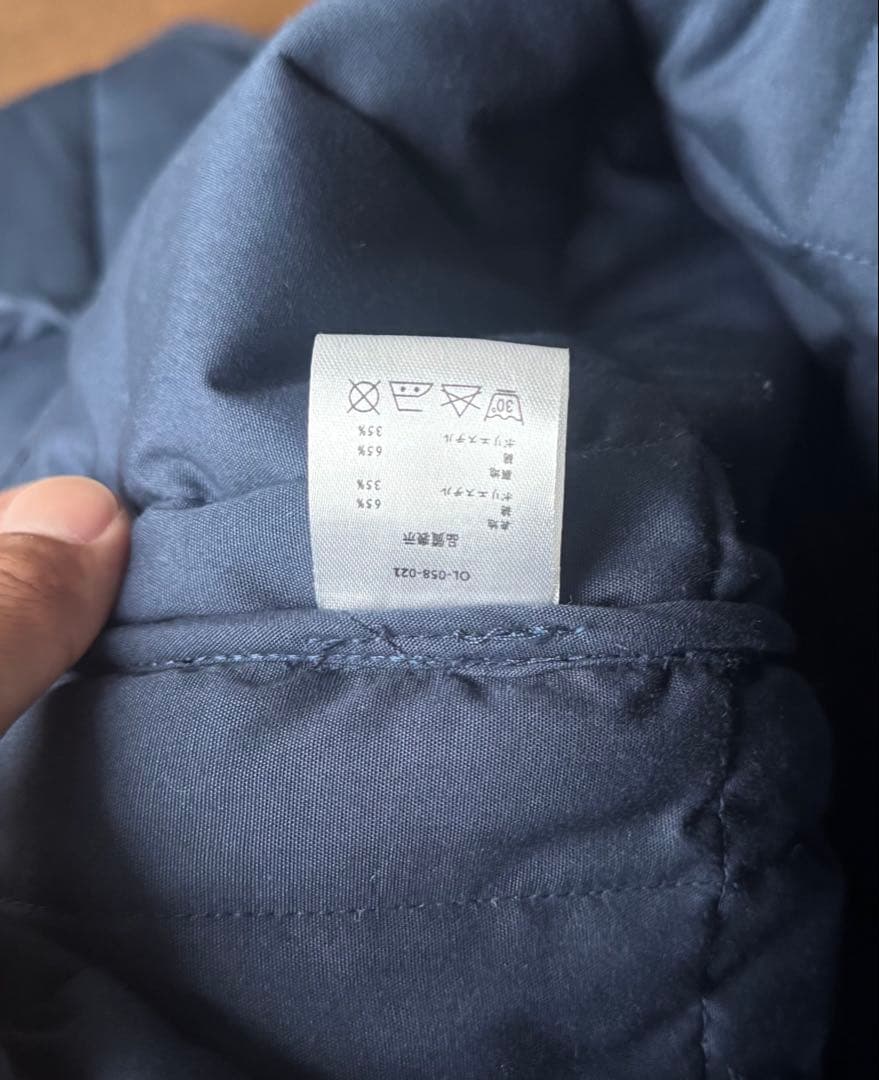 OL-058-021
品質表示
表地
綿 65%
ポリエステル 35%
裏地
綿 65%
ポリエステル 35%
30°